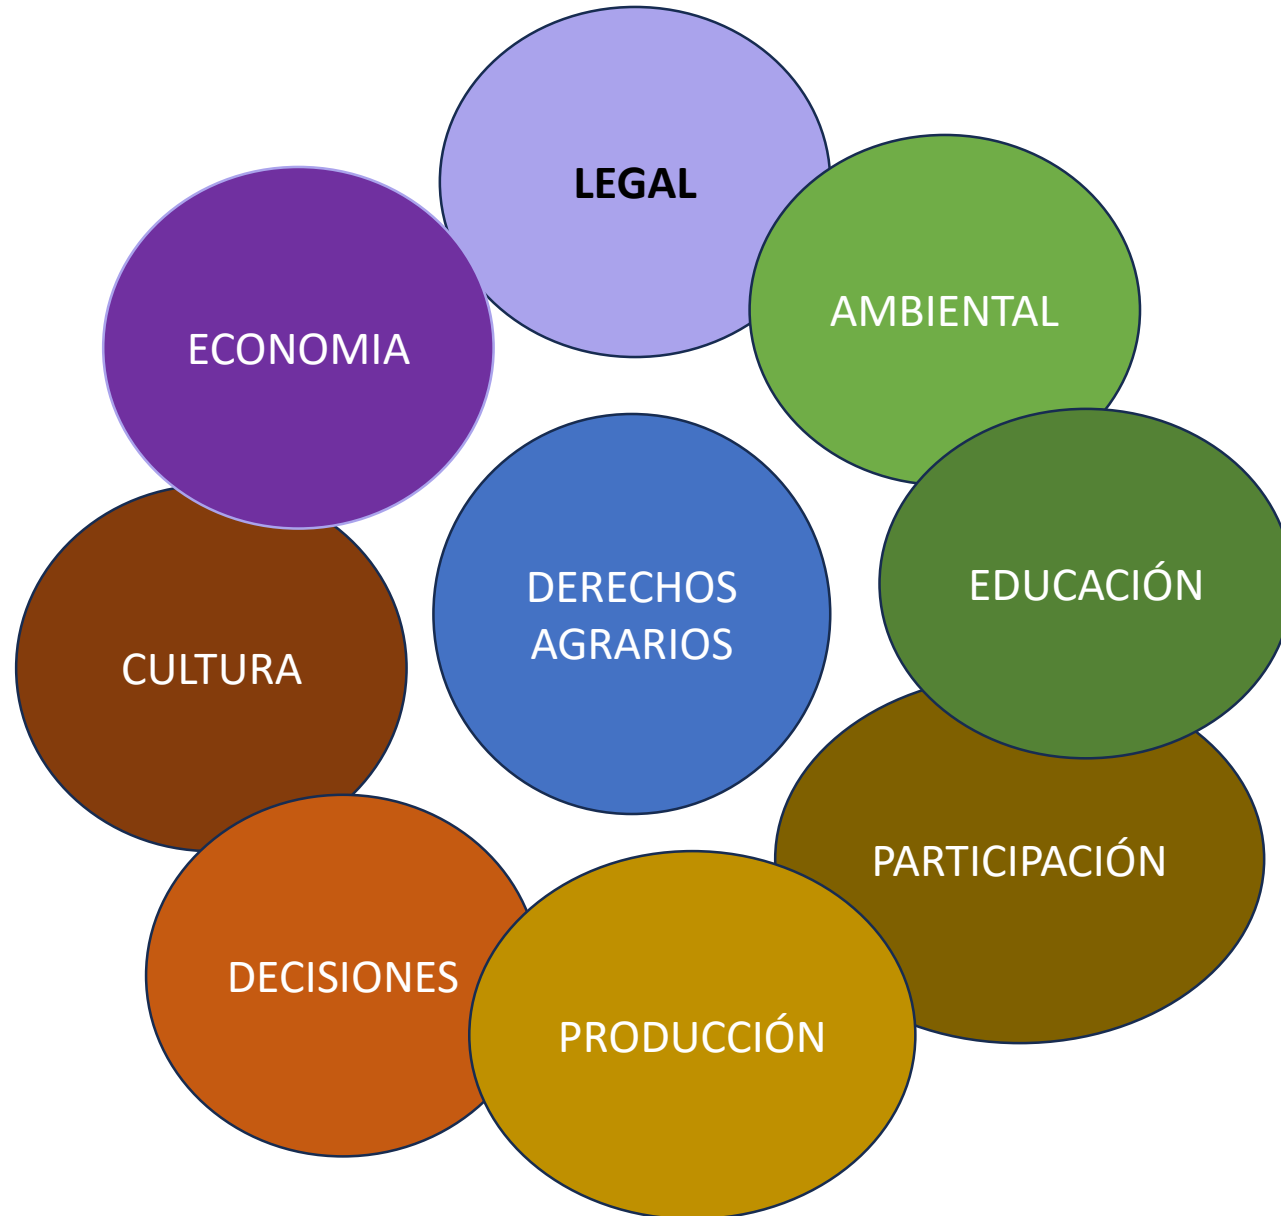 LEGAL
AMBIENTAL
ECONOMIA
EDUCACIÓN
DERECHOS
AGRARIOS
CULTURA
PARTICIPACIÓN
DECISIONES
PRODUCCIÓN